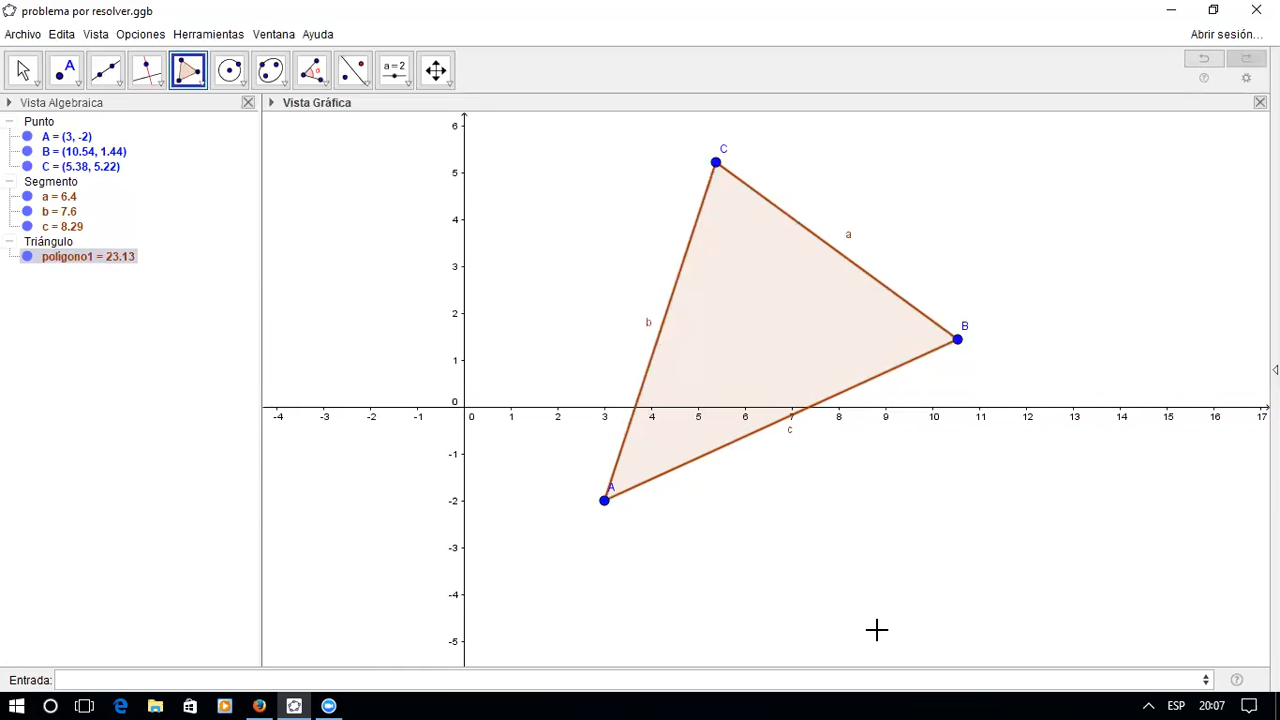 problema por resolver.ggb
Archivo Edita Vista Opciones Herramientas Ventana Ayuda Abrir sesión...
A a=2
Vista Algebraica
Vista Gráfica
Punto
A = (3, -2)
B = (10.54, 1.44)
C = (5.38, 5.22)
Segmento
a = 6.4
b = 7.6
c = 8.29
Triángulo
polígono1 = 23.13
6
5
4
3
2
1
0
-1
-2
-3
-4
-5
-4 -3 -2 -1 0 1 2 3 4 5 6 7 8 9 10 11 12 13 14 15 16 17
C
a
b
B
c
A
Entrada:
ESP 20:07